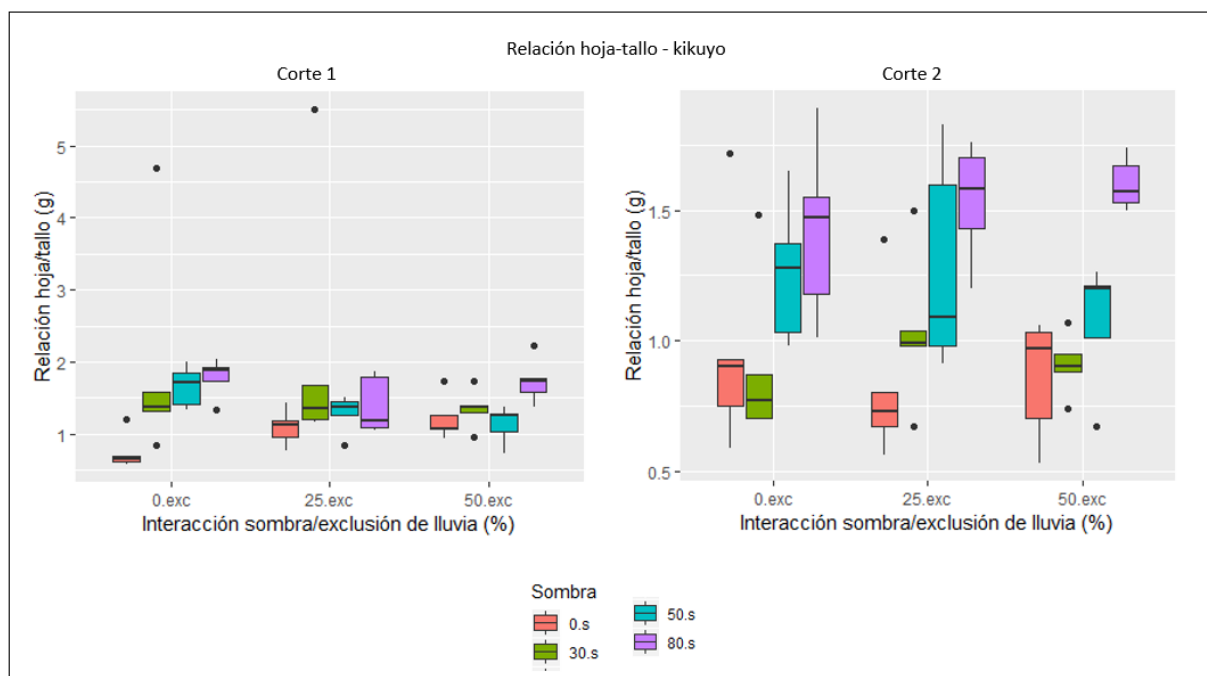 Relación hoja-tallo - kikuyo
Corte 1
Corte 2
Relación hoja/tallo (g)
5
4
3
2
1
0.exc
25.exc
50.exc
Interacción sombra/exclusión de lluvia (%)
Relación hoja/tallo (g)
1.5
1.0
0.5
0.exc
25.exc
50.exc
Interacción sombra/exclusión de lluvia (%)
Sombra
0.s
30.s
50.s
80.s